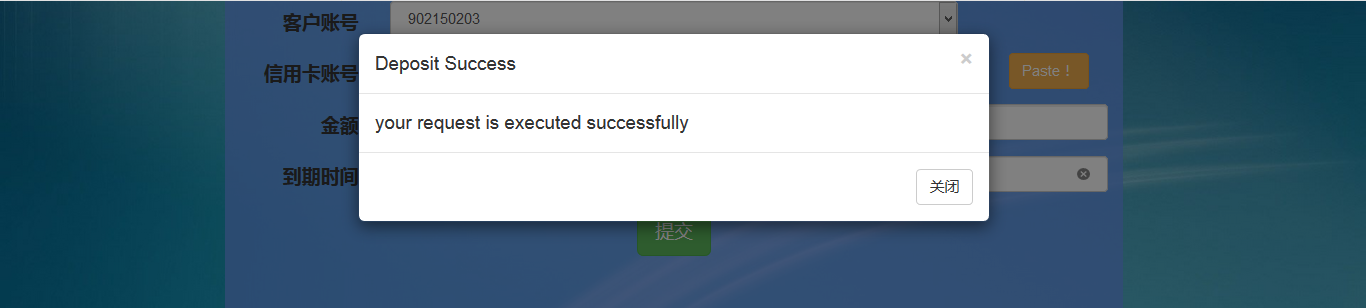 客户账号
902150203
Deposit Success
×
信用卡账号
Paste！
your request is executed successfully
金额
到期时间
关闭
提交